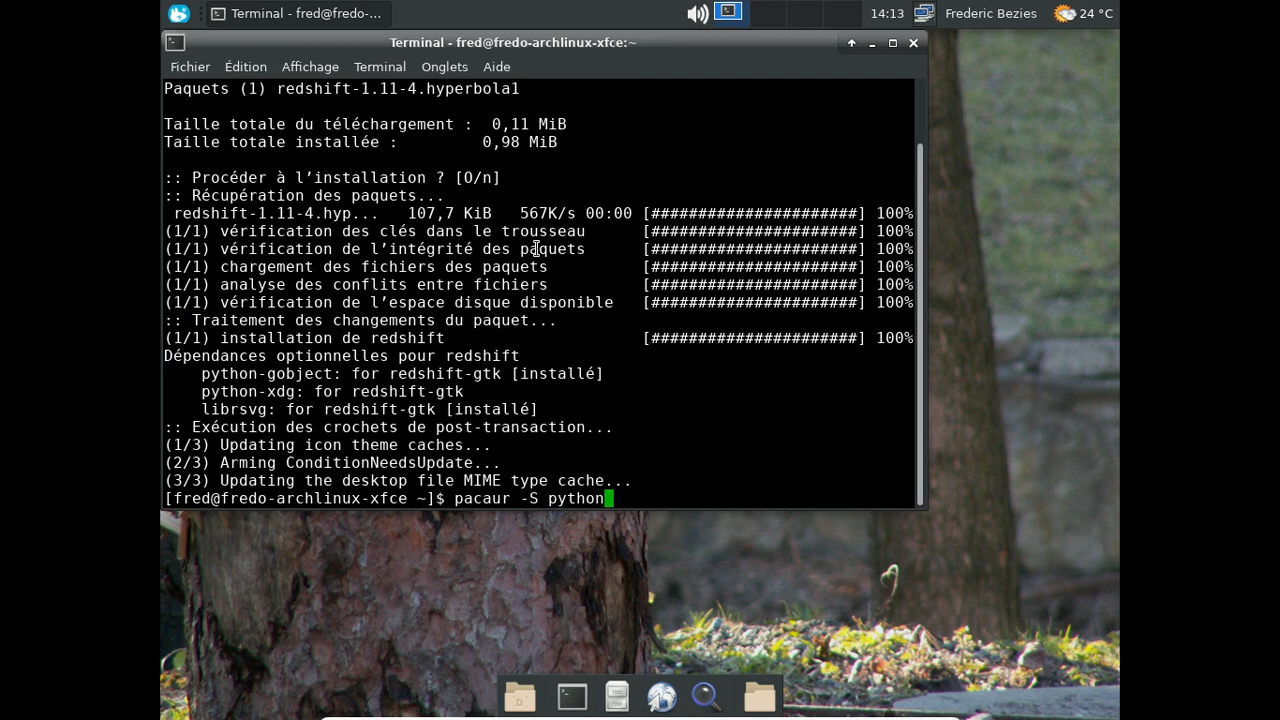 Terminal - fred@fredo-...
14:13
Frederic Bezies
24 °C
Terminal - fred@fredo-archlinux-xfce:~
Fichier Édition Affichage Terminal Onglets Aide
Paquets (1) redshift-1.11-4.hyperbola1
Taille totale du téléchargement :  0,11 MiB
Taille totale installée :         0,98 MiB
:: Procéder à l’installation ? [O/n]
:: Récupération des paquets...
redshift-1.11-4.hyp...   107,7 KiB   567K/s 00:00 [######################] 100%
(1/1) vérification des clés dans le trousseau      [######################] 100%
(1/1) vérification de l’intégrité des paquets      [######################] 100%
(1/1) chargement des fichiers des paquets          [######################] 100%
(1/1) analyse des conflits entre fichiers          [######################] 100%
(1/1) vérification de l’espace disque disponible   [######################] 100%
:: Traitement des changements du paquet...
(1/1) installation de redshift                     [######################] 100%
Dépendances optionnelles pour redshift
python-gobject: for redshift-gtk [installé]
python-xdg: for redshift-gtk
librsvg: for redshift-gtk [installé]
:: Exécution des crochets de post-transaction...
(1/3) Updating icon theme caches...
(2/3) Arming ConditionNeedsUpdate...
(3/3) Updating the desktop file MIME type cache...
[fred@fredo-archlinux-xfce ~]$ pacaur -S python